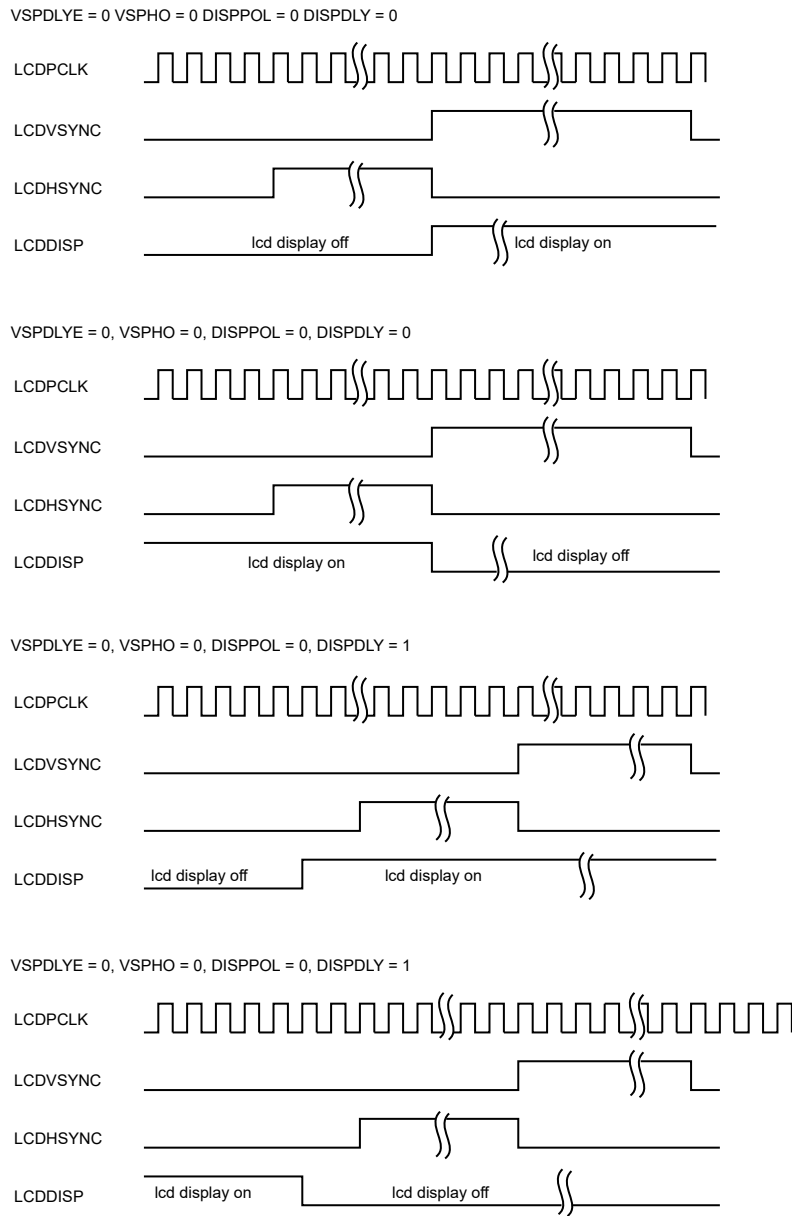 VSPDLYE = 0 VSPHO = 0 DISPPOL = 0 DISPDLY = 0
LCDPCLK
LCDVSYNC
LCDHSYNC
LCDDISP
lcd display off
lcd display on
VSPDLYE = 0, VSPHO = 0, DISPPOL = 0, DISPDLY = 0
LCDPCLK
LCDVSYNC
LCDHSYNC
LCDDISP
lcd display on
lcd display off
VSPDLYE = 0, VSPHO = 0, DISPPOL = 0, DISPDLY = 1
LCDPCLK
LCDVSYNC
LCDHSYNC
LCDDISP
lcd display off
lcd display on
VSPDLYE = 0, VSPHO = 0, DISPPOL = 0, DISPDLY = 1
LCDPCLK
LCDVSYNC
LCDHSYNC
LCDDISP
lcd display on
lcd display off